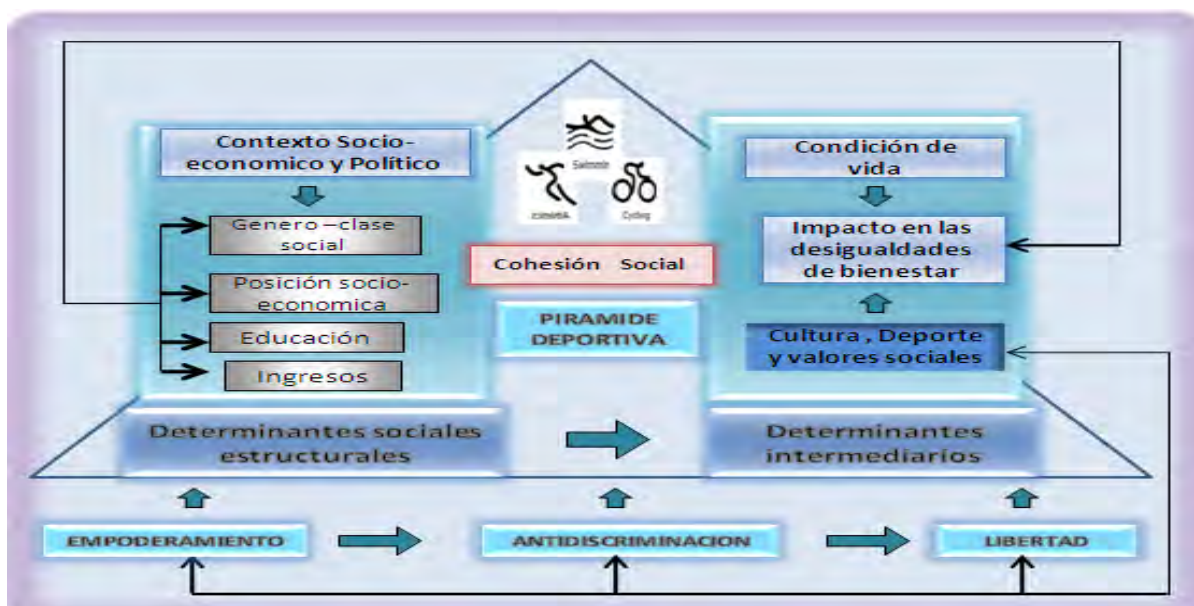 Contexto Socio-
economico y Político
Genero –clase
social
Posición socio-
economica
Educación
Ingresos
Determinantes sociales
estructurales
Cycling
Cohesión Social
PIRAMIDE
DEPORTIVA
Condición de
vida
Impacto en las
desigualdades
de bienestar
Cultura , Deporte
y valores sociales
Determinantes
intermediarios
EMPODERAMIENTO
ANTIDISCRIMINACION
LIBERTAD